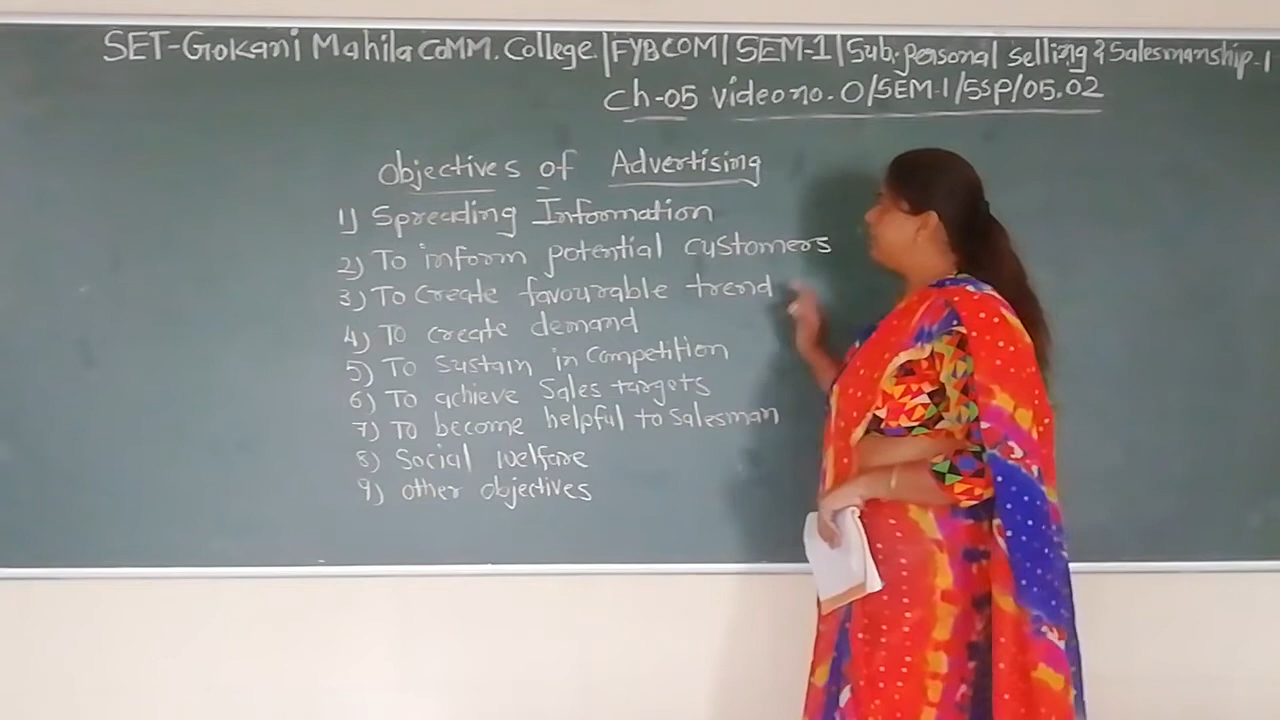 SET-Gokani Mahila COMM. College | FYBCOM | SEM-1 | Sub. personal selling & Salesmanship-1
Ch-05 Video no. O/SEM-1/SSP/05.02
Objectives of Advertising
1) Spreading Information
2) To inform potential customers
3) To Create favourable trend
4) To create demand
5) To Sustain in Competition
6) To achieve Sales targets
7) To become helpful to Salesman
8) Social Welfare
9) Other objectives